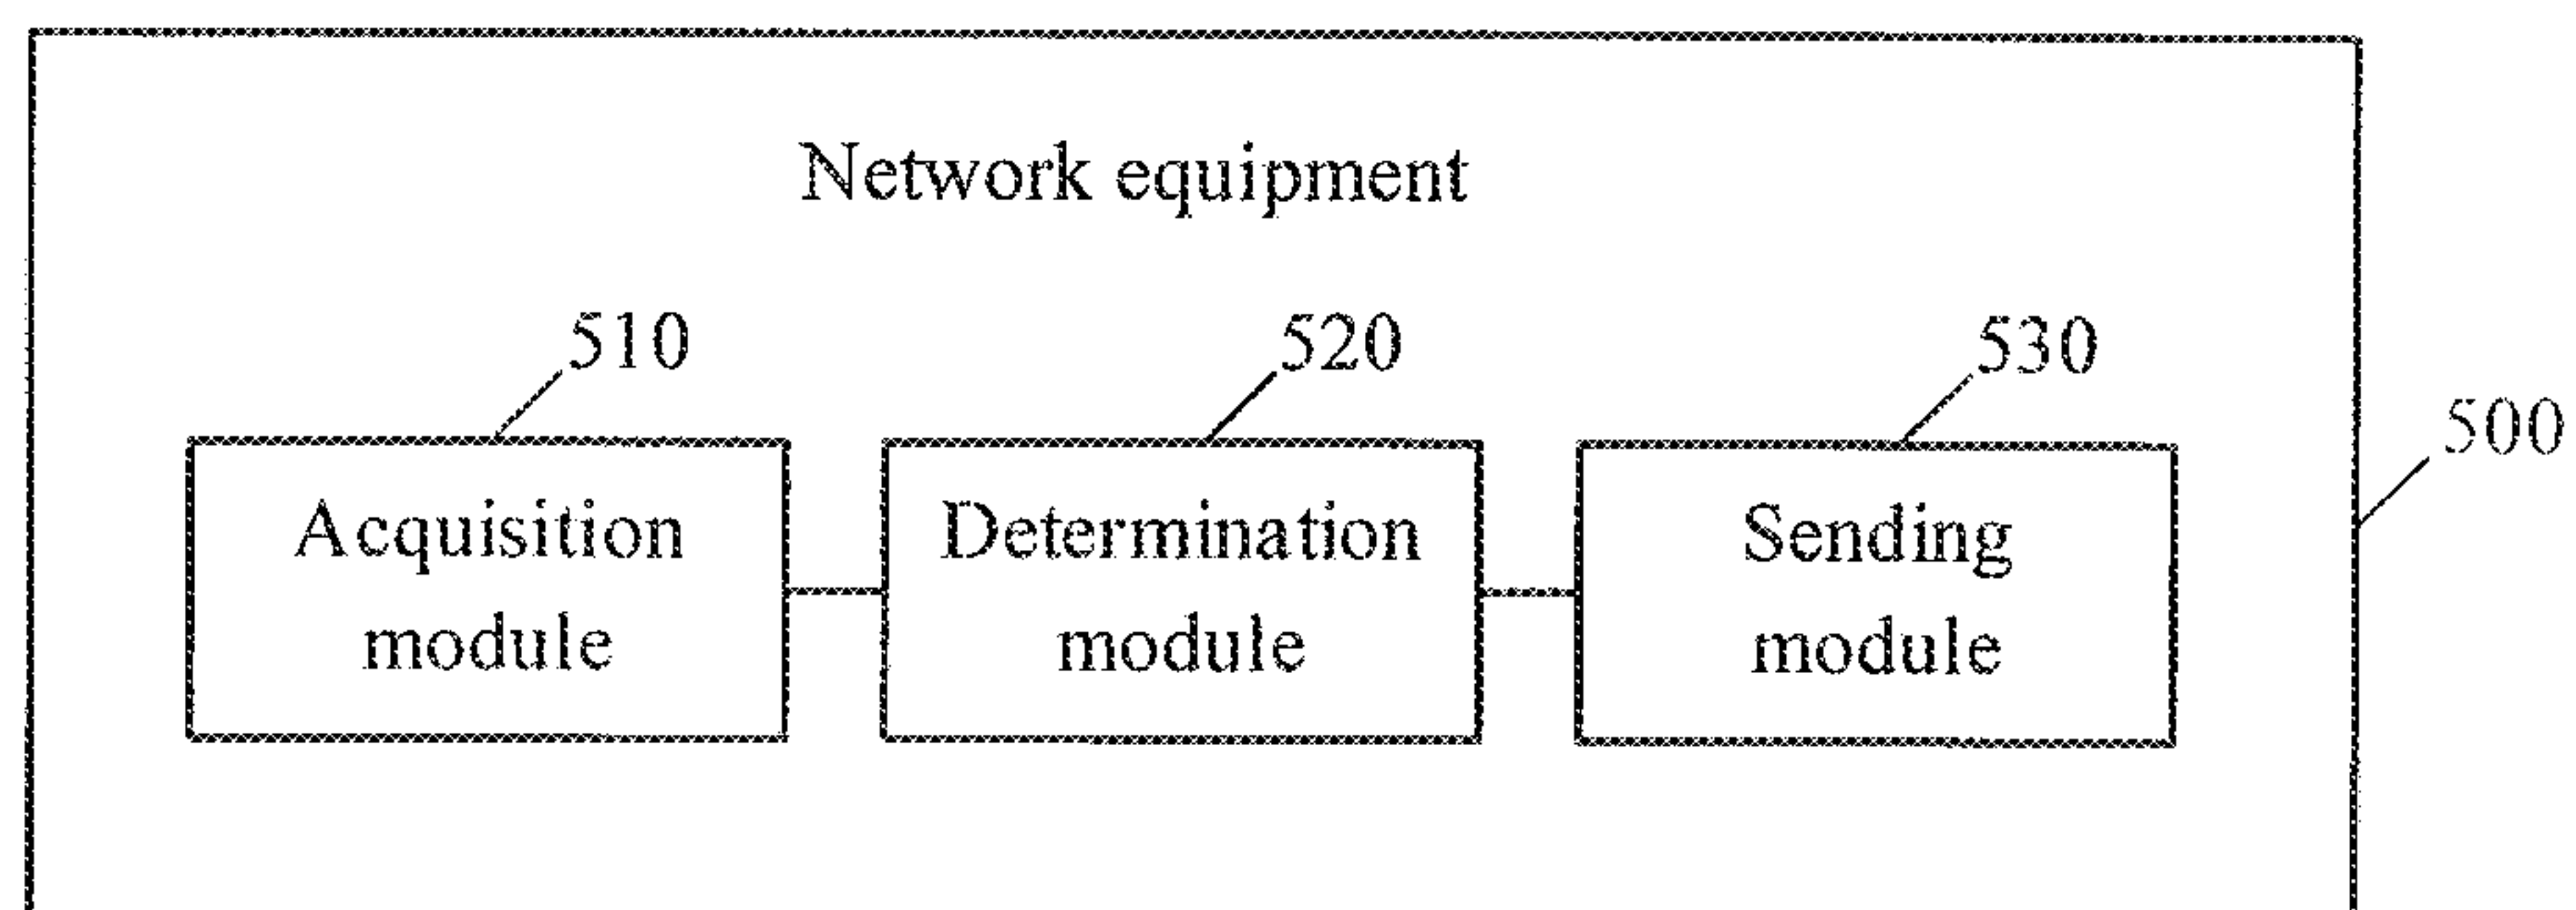 Network equipment
510
520
530
500
Acquisition
module
Determination
module
Sending
module